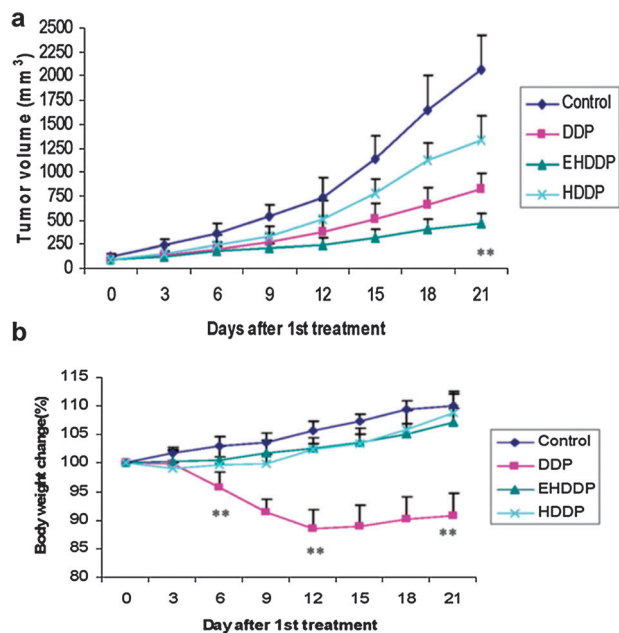 a
Tumor volume (mm³)
2500
2250
2000
1750
1500
1250
1000
750
500
250
0
0 3 6 9 12 15 18 21
**
Days after 1st treatment
Control
DDP
EHDDP
HDDP
b
Body weight change(%)
115
110
105
100
95
90
85
80
** ** **
0 3 6 9 12 15 18 21
Day after 1st treatment
Control
DDP
EHDDP
HDDP